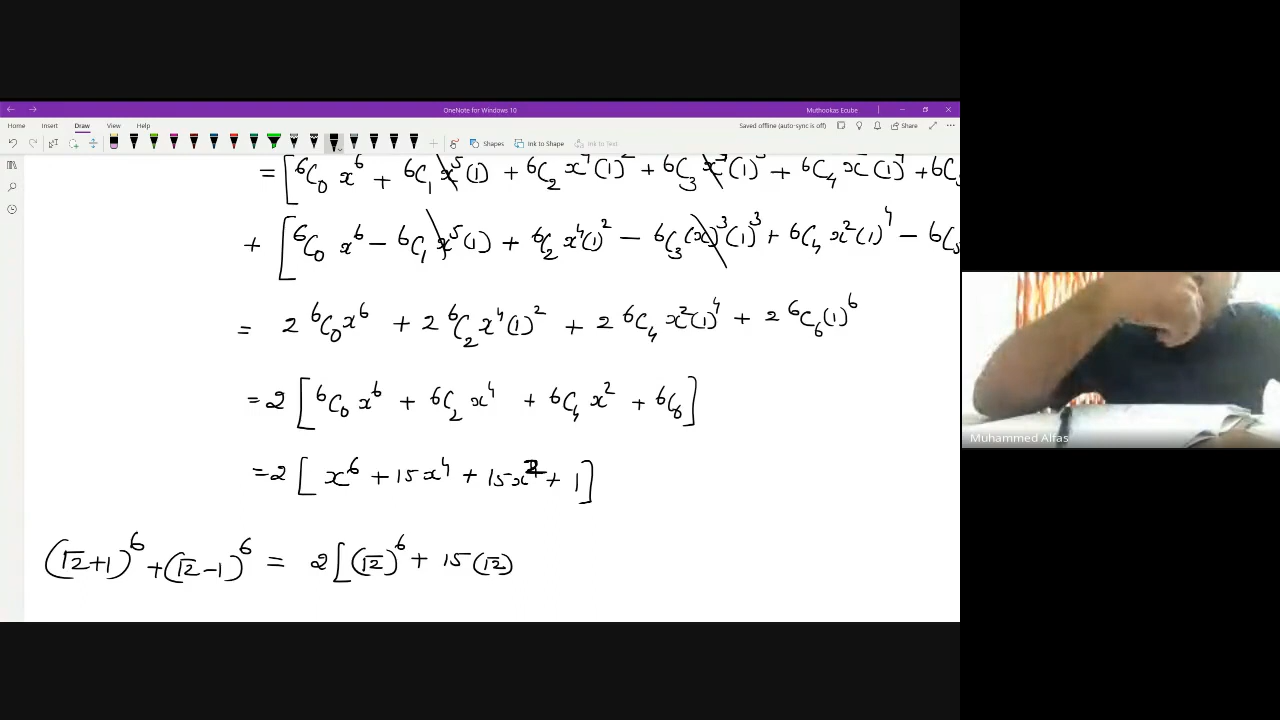 OneNote for Windows 10
Muthookas Ecube
Home Insert Draw View Help
Saved offline (auto-sync is off)
Share
Shapes Ink to Shape Ink to Text
= [⁶C₀ x⁶ + ⁶C₁ x⁵(1) + ⁶C₂ x⁴(1)² + ⁶C₃ x³(1)³ + ⁶C₄ x²(1)⁴ + ⁶C₅
+ [⁶C₀ x⁶ − ⁶C₁ x⁵(1) + ⁶C₂ x⁴(1)² − ⁶C₃ (x)³(1)³ + ⁶C₄ x²(1)⁴ − ⁶C₅
= 2 ⁶C₀x⁶ + 2 ⁶C₂ x⁴(1)² + 2 ⁶C₄ x²(1)⁴ + 2 ⁶C₆(1)⁶
= 2 [⁶C₀ x⁶ + ⁶C₂ x⁴ + ⁶C₄ x² + ⁶C₆]
= 2 [x⁶ + 15x⁴ + 15x² + 1]
(√2+1)⁶ + (√2−1)⁶ = 2[(√2)⁶ + 15(√2)
Muhammed Alfas